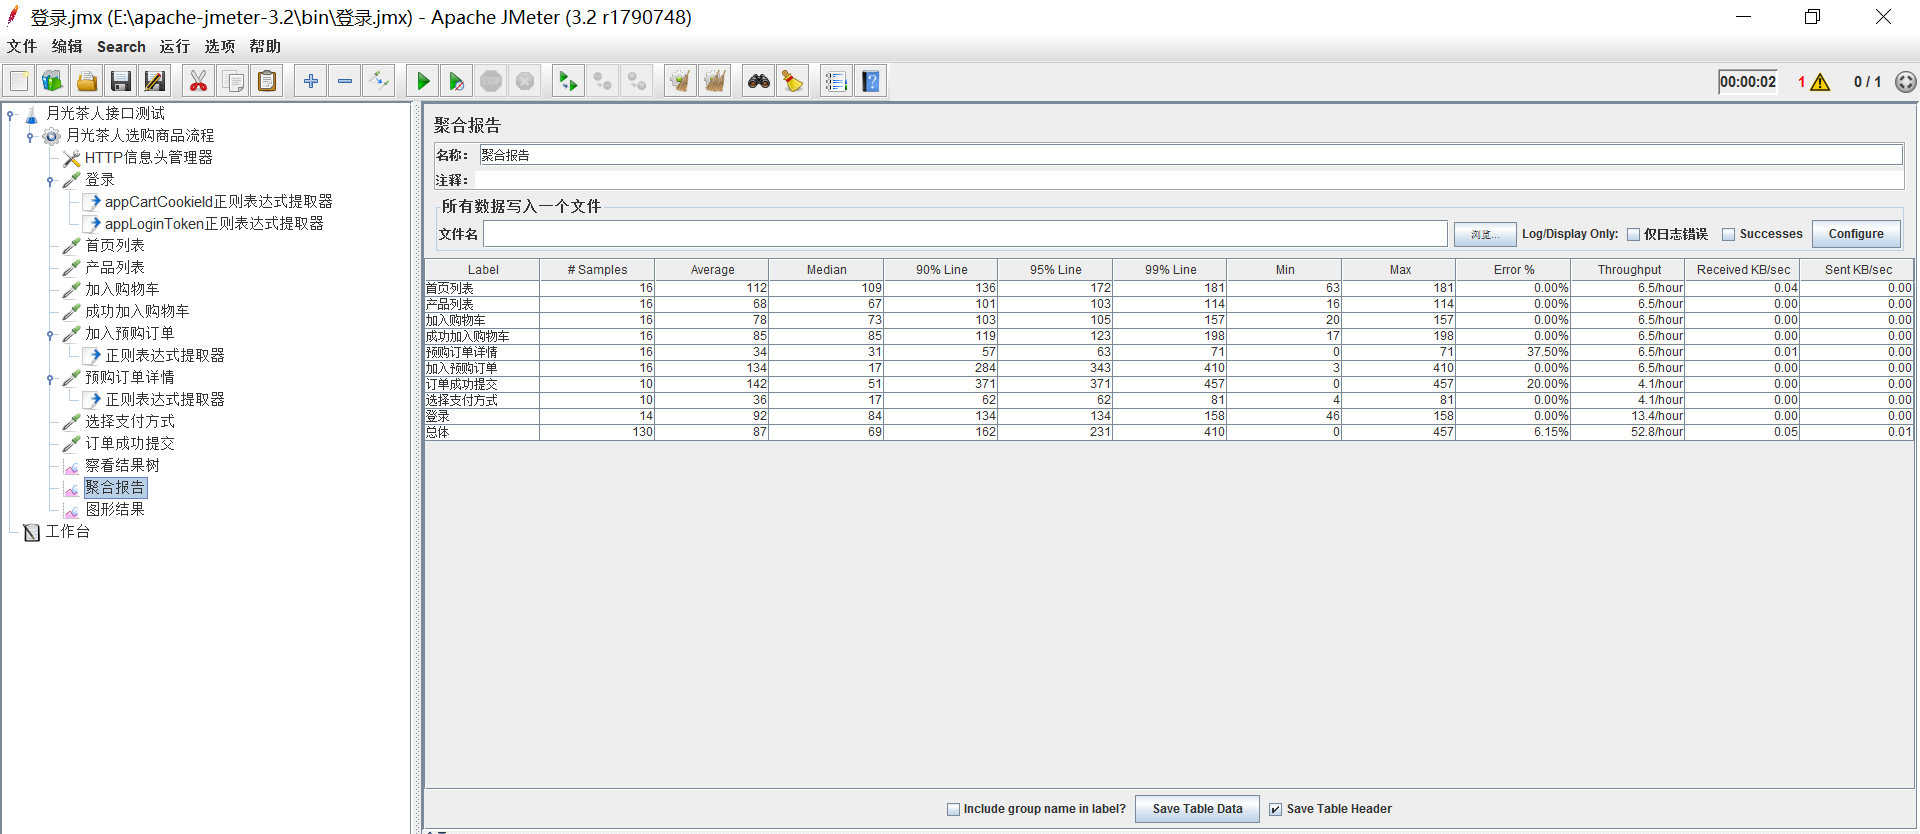 登录.jmx (E:\apache-jmeter-3.2\bin\登录.jmx) - Apache JMeter (3.2 r1790748)
文件 编辑 Search 运行 选项 帮助
00:00:02 1 0 / 1
月光茶人接口测试
月光茶人选购商品流程
HTTP信息头管理器
登录
appCartCookieId正则表达式提取器
appLoginToken正则表达式提取器
首页列表
产品列表
加入购物车
成功加入购物车
加入预购订单
正则表达式提取器
预购订单详情
正则表达式提取器
选择支付方式
订单成功提交
察看结果树
聚合报告
图形结果
工作台
聚合报告
名称： 聚合报告
注释：
所有数据写入一个文件
文件名 浏览... Log/Display Only: 仅日志错误 Successes Configure
Label # Samples Average Median 90% Line 95% Line 99% Line Min Max Error % Throughput Received KB/sec Sent KB/sec
首页列表 16 112 109 136 172 181 63 181 0.00% 6.5/hour 0.04 0.00
产品列表 16 68 67 101 103 114 16 114 0.00% 6.5/hour 0.00 0.00
加入购物车 16 78 73 103 105 157 20 157 0.00% 6.5/hour 0.00 0.00
成功加入购物车 16 85 85 119 123 198 17 198 0.00% 6.5/hour 0.00 0.00
预购订单详情 16 34 31 57 63 71 0 71 37.50% 6.5/hour 0.01 0.00
加入预购订单 16 134 17 284 343 410 3 410 0.00% 6.5/hour 0.00 0.00
订单成功提交 10 142 51 371 371 457 0 457 20.00% 4.1/hour 0.00 0.00
选择支付方式 10 36 17 62 62 81 4 81 0.00% 4.1/hour 0.00 0.00
登录 14 92 84 134 134 158 46 158 0.00% 13.4/hour 0.00 0.00
总体 130 87 69 162 231 410 0 457 6.15% 52.8/hour 0.05 0.01
Include group name in label? Save Table Data Save Table Header